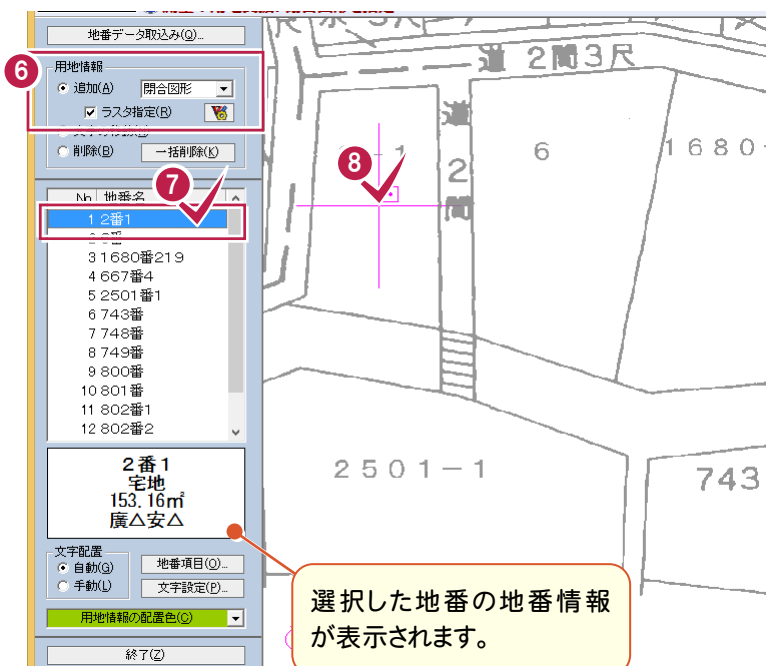 地番データ取込み(Q)...
6
用地情報
追加(A) 閉合図形
ラスタ指定(R)
削除(B) 一括削除(K)
7
No 地番名
1 2番1
3 1680番219
4 667番4
5 2501番1
6 743番
7 748番
8 749番
9 800番
10 801番
11 802番1
12 802番2
2番1
宅地
153.16㎡
廣△安△
文字配置
自動(G) 地番項目(O)...
手動(L) 文字設定(P)...
用地情報の配置色(C)
終了(Z)
道2間3尺
道2間
6
1680-
8
-1
2501-1
743
選択した地番の地番情報
が表示されます。